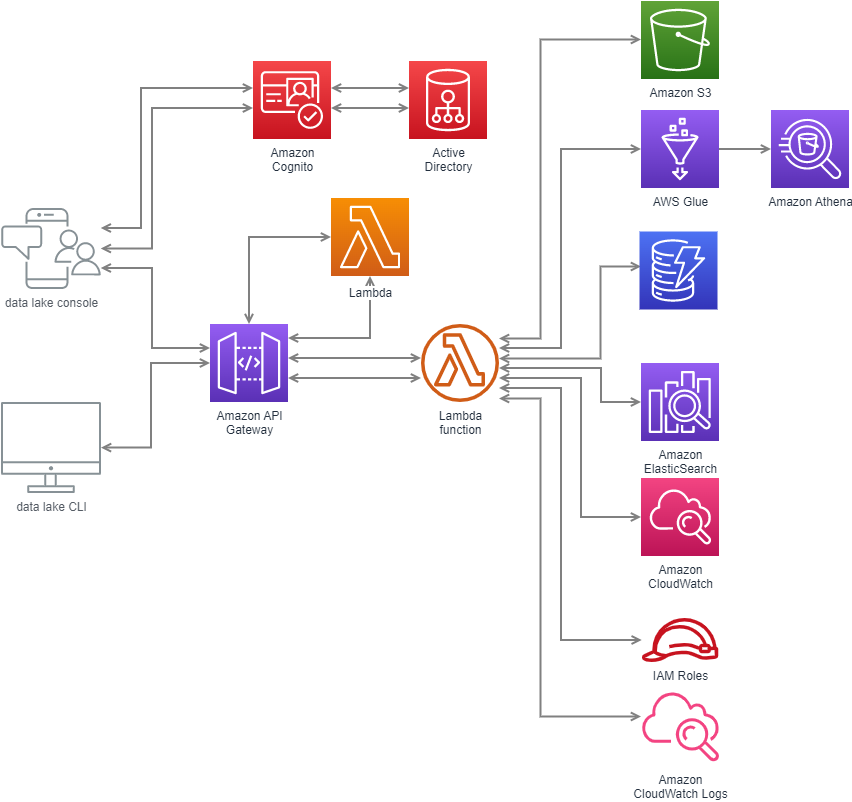 Amazon S3
Amazon
Cognito
Active
Directory
AWS Glue
Amazon Athena
data lake console
Lambda
</>
Amazon API
Gateway
Lambda
function
Amazon
ElasticSearch
data lake CLI
Amazon
CloudWatch
IAM Roles
Amazon
CloudWatch Logs